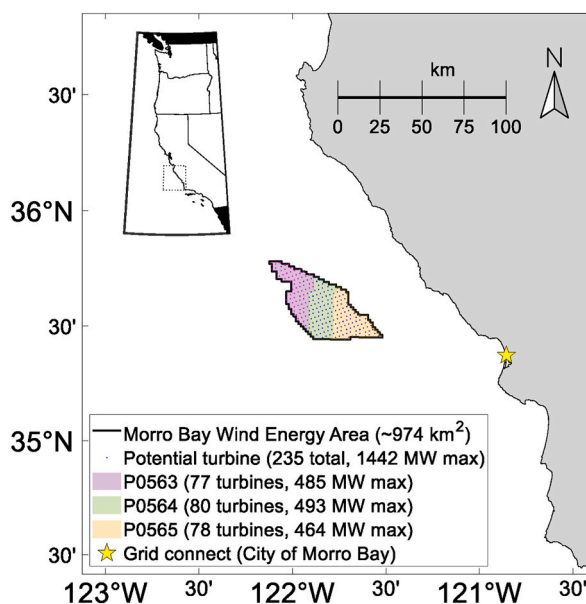 km
N
0 25 50 75 100
30'
36°N
30'
35°N
30'
Morro Bay Wind Energy Area (~974 km²)
Potential turbine (235 total, 1442 MW max)
P0563 (77 turbines, 485 MW max)
P0564 (80 turbines, 493 MW max)
P0565 (78 turbines, 464 MW max)
Grid connect (City of Morro Bay)
123°W 30' 122°W 30' 121°W 30'